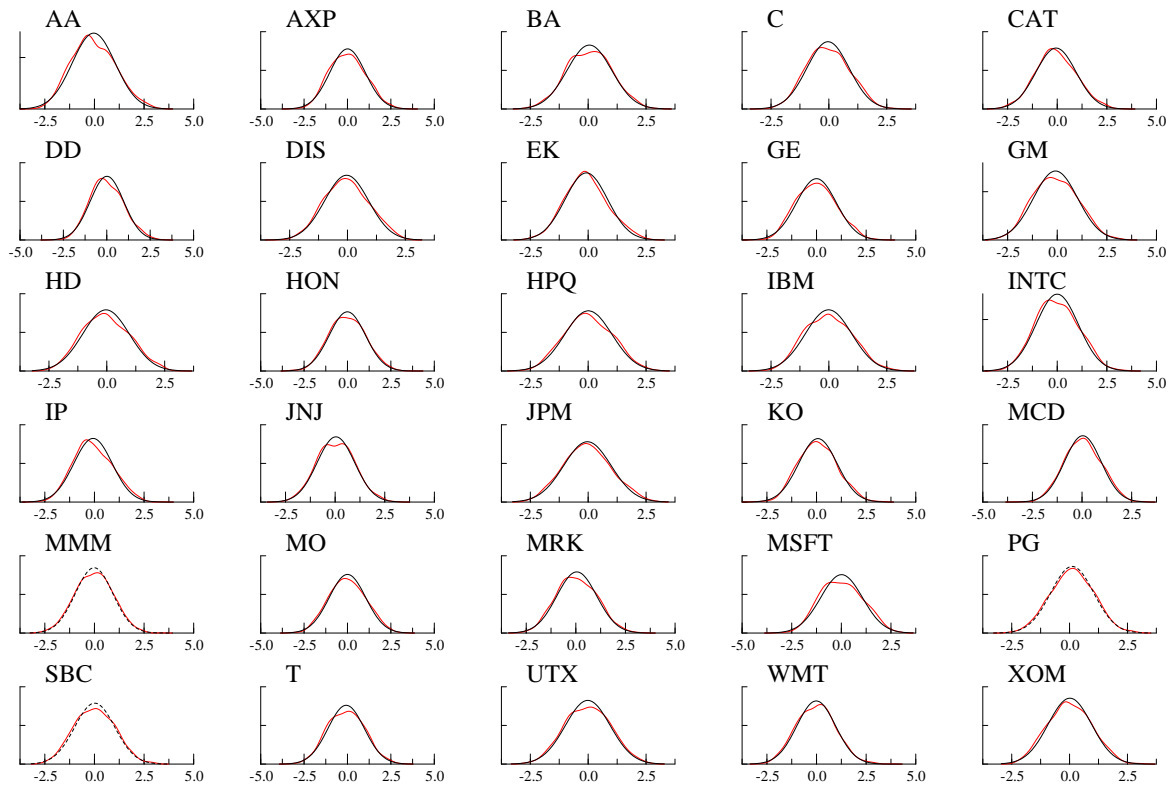 AA AXP BA C CAT
-2.5 0.0 2.5 5.0 -5.0 -2.5 0.0 2.5 5.0 -2.5 0.0 2.5 -2.5 0.0 2.5 -2.5 0.0 2.5 5.0
DD DIS EK GE GM
-5.0 -2.5 0.0 2.5 5.0 -2.5 0.0 2.5 -2.5 0.0 2.5 -2.5 0.0 2.5 5.0 -2.5 0.0 2.5 5.0
HD HON HPQ IBM INTC
-2.5 0.0 2.5 -5.0 -2.5 0.0 2.5 5.0 -2.5 0.0 2.5 -2.5 0.0 2.5 -2.5 0.0 2.5 5.0
IP JNJ JPM KO MCD
-2.5 0.0 2.5 5.0 -2.5 0.0 2.5 5.0 -2.5 0.0 2.5 -2.5 0.0 2.5 5.0 -5.0 -2.5 0.0 2.5
MMM MO MRK MSFT PG
-2.5 0.0 2.5 5.0 -5.0 -2.5 0.0 2.5 5.0 -2.5 0.0 2.5 5.0 -5.0 -2.5 0.0 2.5 -2.5 0.0 2.5
SBC T UTX WMT XOM
-2.5 0.0 2.5 5.0 -5.0 -2.5 0.0 2.5 5.0 -2.5 0.0 2.5 -2.5 0.0 2.5 5.0 -5.0 -2.5 0.0 2.5 5.0